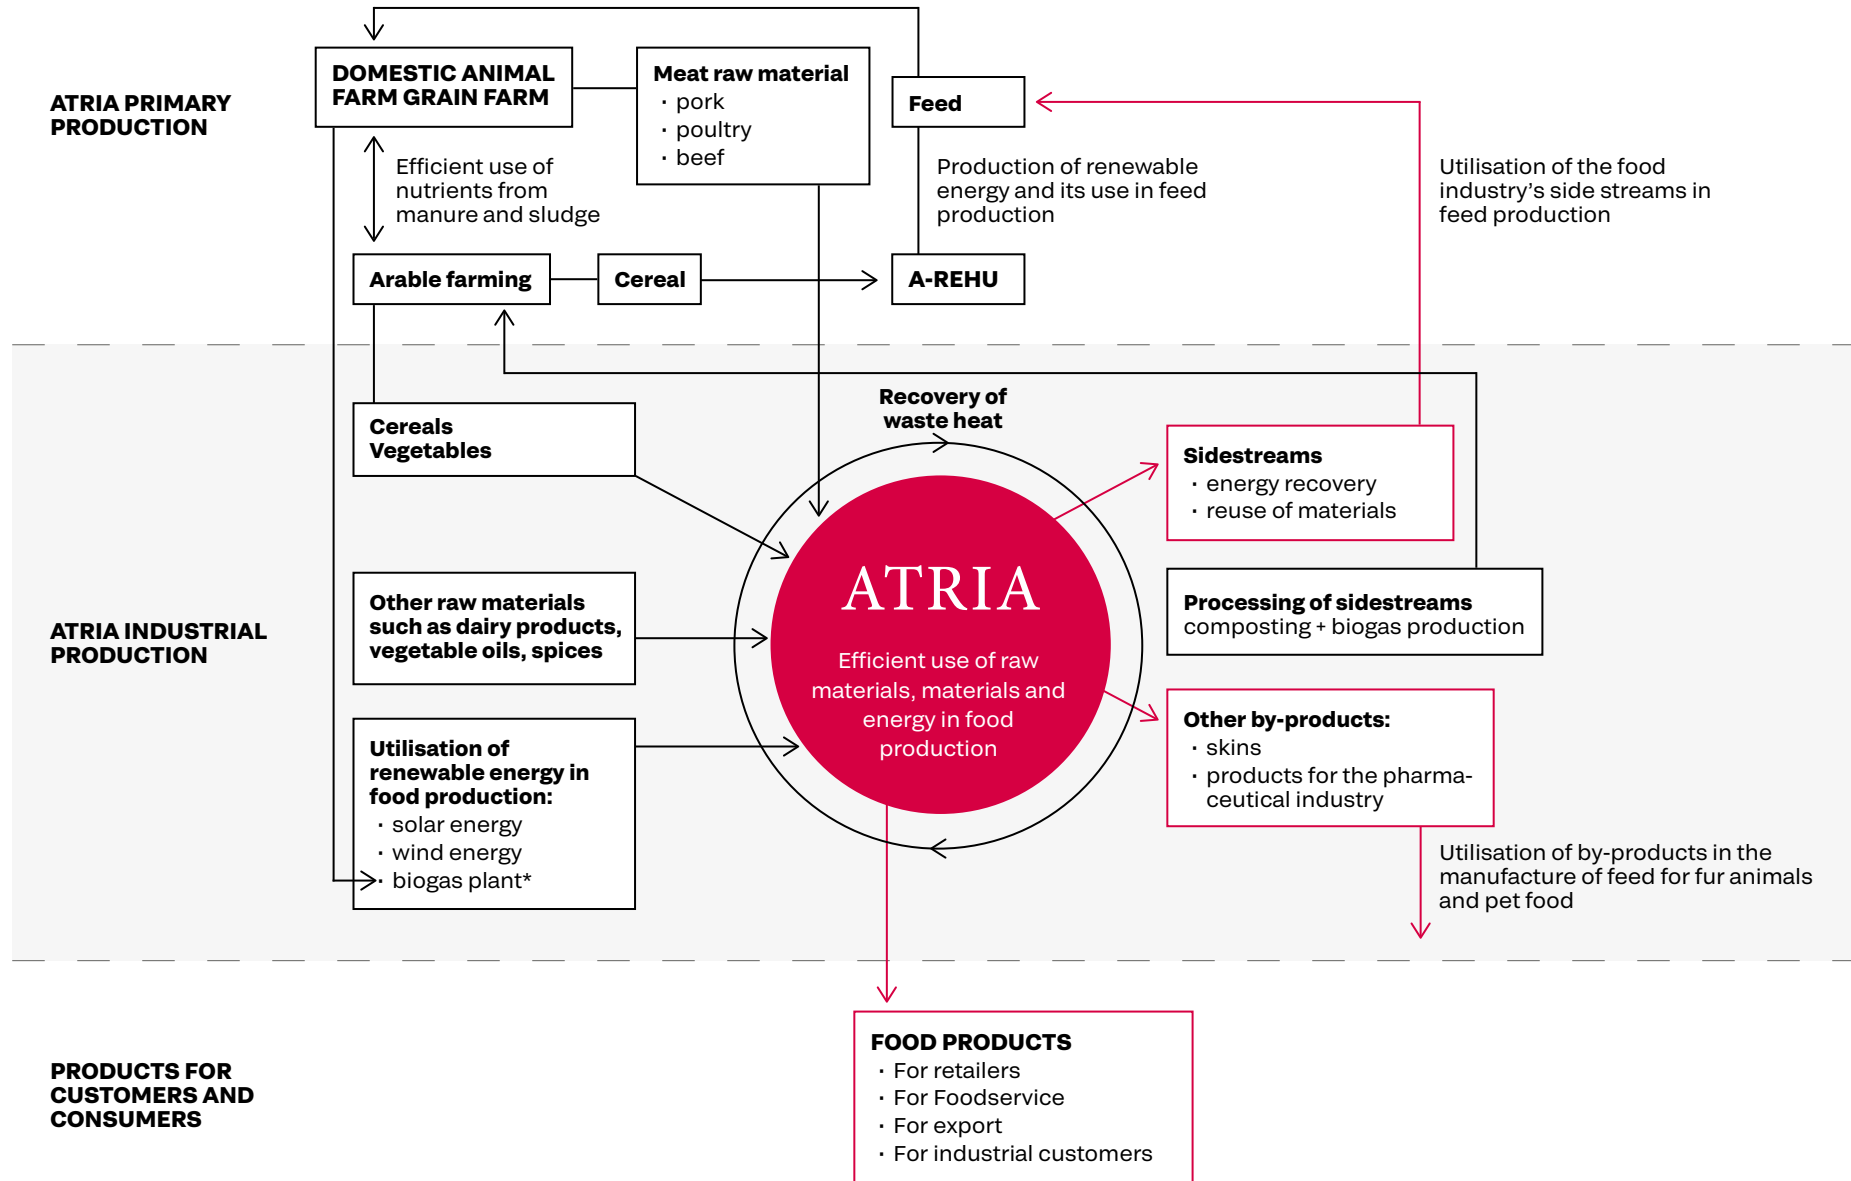 ATRIA PRIMARY
PRODUCTION
DOMESTIC ANIMAL
FARM GRAIN FARM
Meat raw material
· pork
· poultry
· beef
Feed
Efficient use of
nutrients from
manure and sludge
Production of renewable
energy and its use in feed
production
Utilisation of the food
industry’s side streams in
feed production
Arable farming
Cereal
A-REHU
ATRIA INDUSTRIAL
PRODUCTION
Cereals
Vegetables
Other raw materials
such as dairy products,
vegetable oils, spices
Utilisation of
renewable energy in
food production:
· solar energy
· wind energy
· biogas plant*
Recovery of
waste heat
ATRIA
Efficient use of raw
materials, materials and
energy in food
production
Sidestreams
· energy recovery
· reuse of materials
Processing of sidestreams
composting + biogas production
Other by-products:
· skins
· products for the pharma-
ceutical industry
Utilisation of by-products in the
manufacture of feed for fur animals
and pet food
PRODUCTS FOR
CUSTOMERS AND
CONSUMERS
FOOD PRODUCTS
· For retailers
· For Foodservice
· For export
· For industrial customers